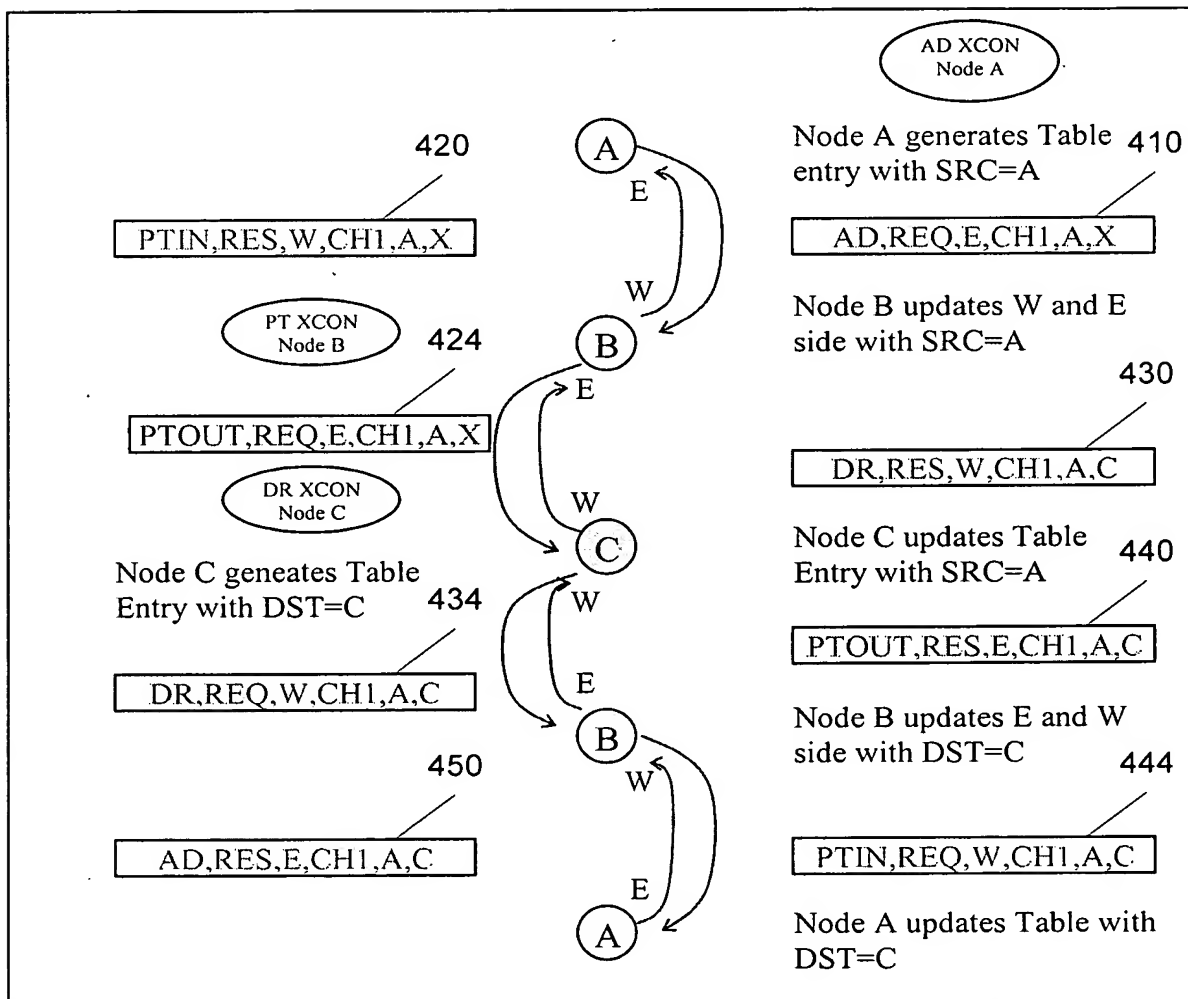 AD XCON
Node A
A
Node A generates Table
entry with SRC=A
410
420
E
PTIN,RES,W,CH1,A,X
AD,REQ,E,CH1,A,X
W
Node B updates W and E
side with SRC=A
PT XCON
Node B
424
B
E
430
PTOUT,REQ,E,CH1,A,X
DR,RES,W,CH1,A,C
DR XCON
Node C
W
C
Node C updates Table
Entry with SRC=A
440
Node C geneates Table
Entry with DST=C
434
W
PTOUT,RES,E,CH1,A,C
DR,REQ,W,CH1,A,C
E
B
Node B updates E and W
side with DST=C
444
450
W
AD,RES,E,CH1,A,C
PTIN,REQ,W,CH1,A,C
E
A
Node A updates Table with
DST=C